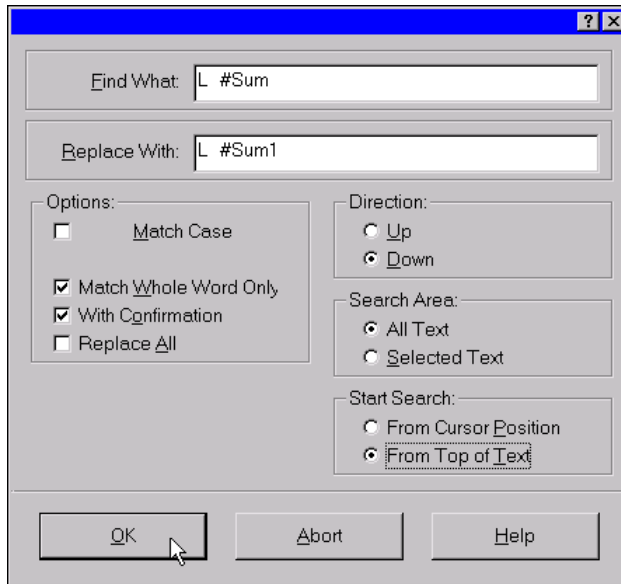 Find What: L  #Sum
Replace With: L  #Sum1
Options:
Match Case
Match Whole Word Only
With Confirmation
Replace All
Direction:
Up
Down
Search Area:
All Text
Selected Text
Start Search:
From Cursor Position
From Top of Text
OK Abort Help